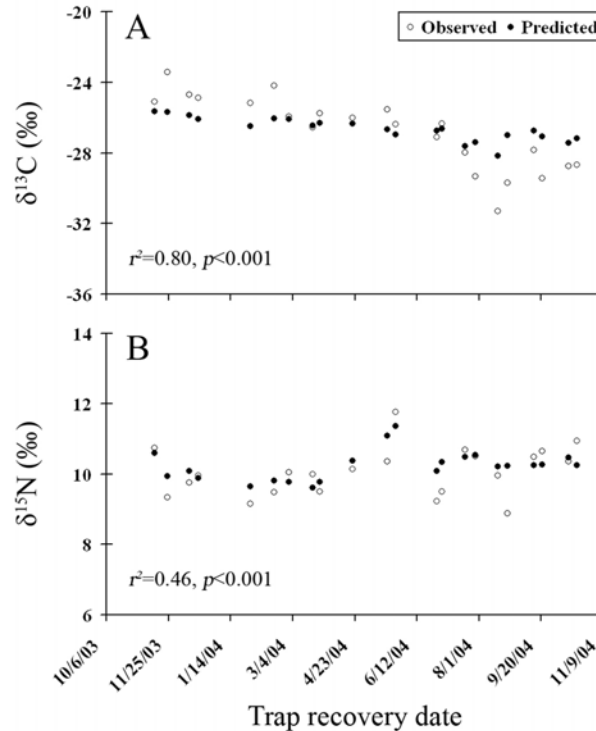 A
○ Observed ● Predicted
-20
-24
-28
-32
-36
δ¹³C (‰)
r²=0.80, p<0.001
B
14
12
10
8
6
δ¹⁵N (‰)
r²=0.46, p<0.001
10/6/03
11/25/03
1/14/04
3/4/04
4/23/04
6/12/04
8/1/04
9/20/04
11/9/04
Trap recovery date